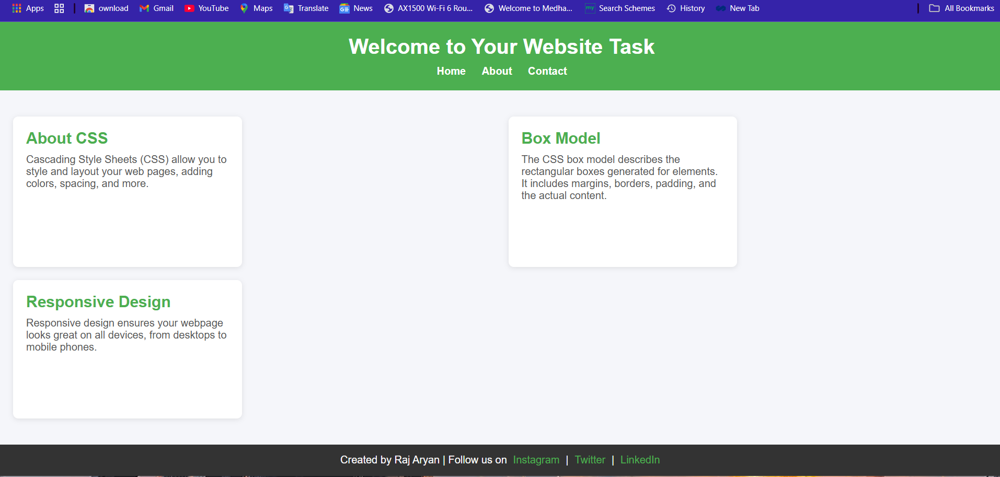 Apps ownload Gmail YouTube Maps Translate News AX1500 Wi-Fi 6 Rou... Welcome to Medha... my Search Schemes History New Tab All Bookmarks
Welcome to Your Website Task
Home About Contact
About CSS
Cascading Style Sheets (CSS) allow you to
style and layout your web pages, adding
colors, spacing, and more.
Box Model
The CSS box model describes the
rectangular boxes generated for elements.
It includes margins, borders, padding, and
the actual content.
Responsive Design
Responsive design ensures your webpage
looks great on all devices, from desktops to
mobile phones.
Created by Raj Aryan | Follow us on Instagram | Twitter | LinkedIn